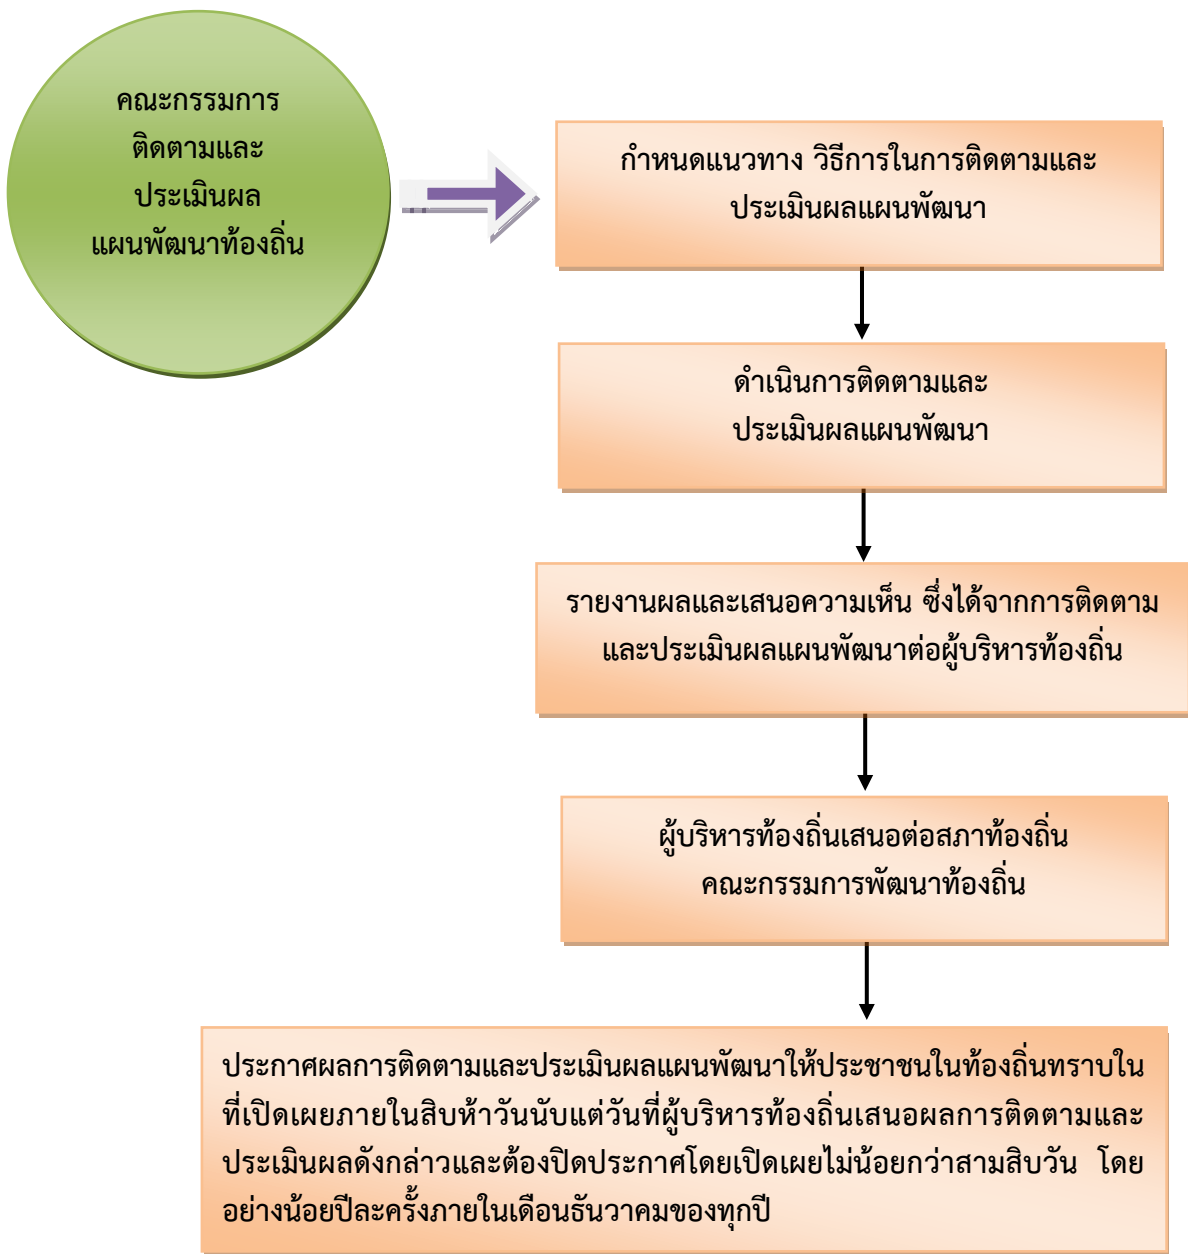 คณะกรรมการ
ติดตามและ
ประเมินผล
แผนพัฒนาท้องถิ่น
กำหนดแนวทาง วิธีการในการติดตามและ
ประเมินผลแผนพัฒนา
ดำเนินการติดตามและ
ประเมินผลแผนพัฒนา
รายงานผลและเสนอความเห็น ซึ่งได้จากการติดตาม
และประเมินผลแผนพัฒนาต่อผู้บริหารท้องถิ่น
ผู้บริหารท้องถิ่นเสนอต่อสภาท้องถิ่น
คณะกรรมการพัฒนาท้องถิ่น
ประกาศผลการติดตามและประเมินผลแผนพัฒนาให้ประชาชนในท้องถิ่นทราบใน
ที่เปิดเผยภายในสิบห้าวันนับแต่วันที่ผู้บริหารท้องถิ่นเสนอผลการติดตามและ
ประเมินผลดังกล่าวและต้องปิดประกาศโดยเปิดเผยไม่น้อยกว่าสามสิบวัน โดย
อย่างน้อยปีละครั้งภายในเดือนธันวาคมของทุกปี